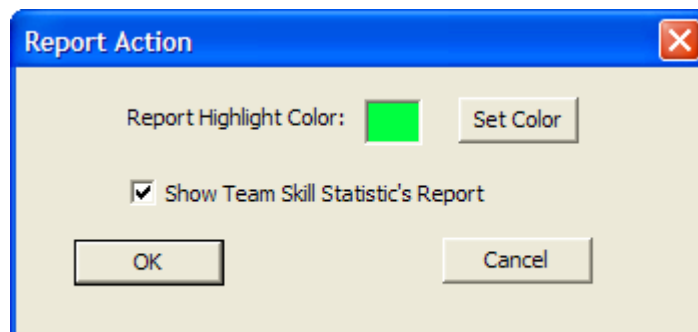 Report Action
Report Highlight Color: Set Color
Show Team Skill Statistic's Report
OK Cancel